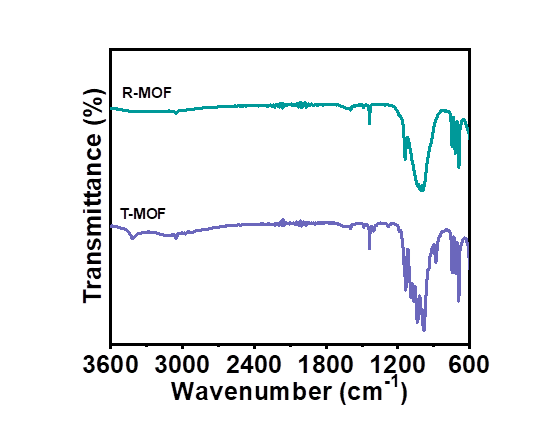 R-MOF
T-MOF
Transmittance (%)
3600 3000 2400 1800 1200 600
Wavenumber (cm⁻¹)